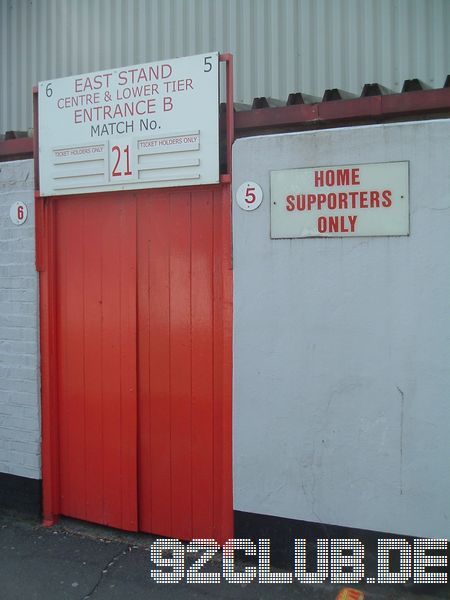 6 5
EAST STAND
CENTRE & LOWER TIER
ENTRANCE B
MATCH No.
TICKET HOLDERS ONLY 21 TICKET HOLDERS ONLY
6
5
HOME
SUPPORTERS
ONLY
92CLUB.DE